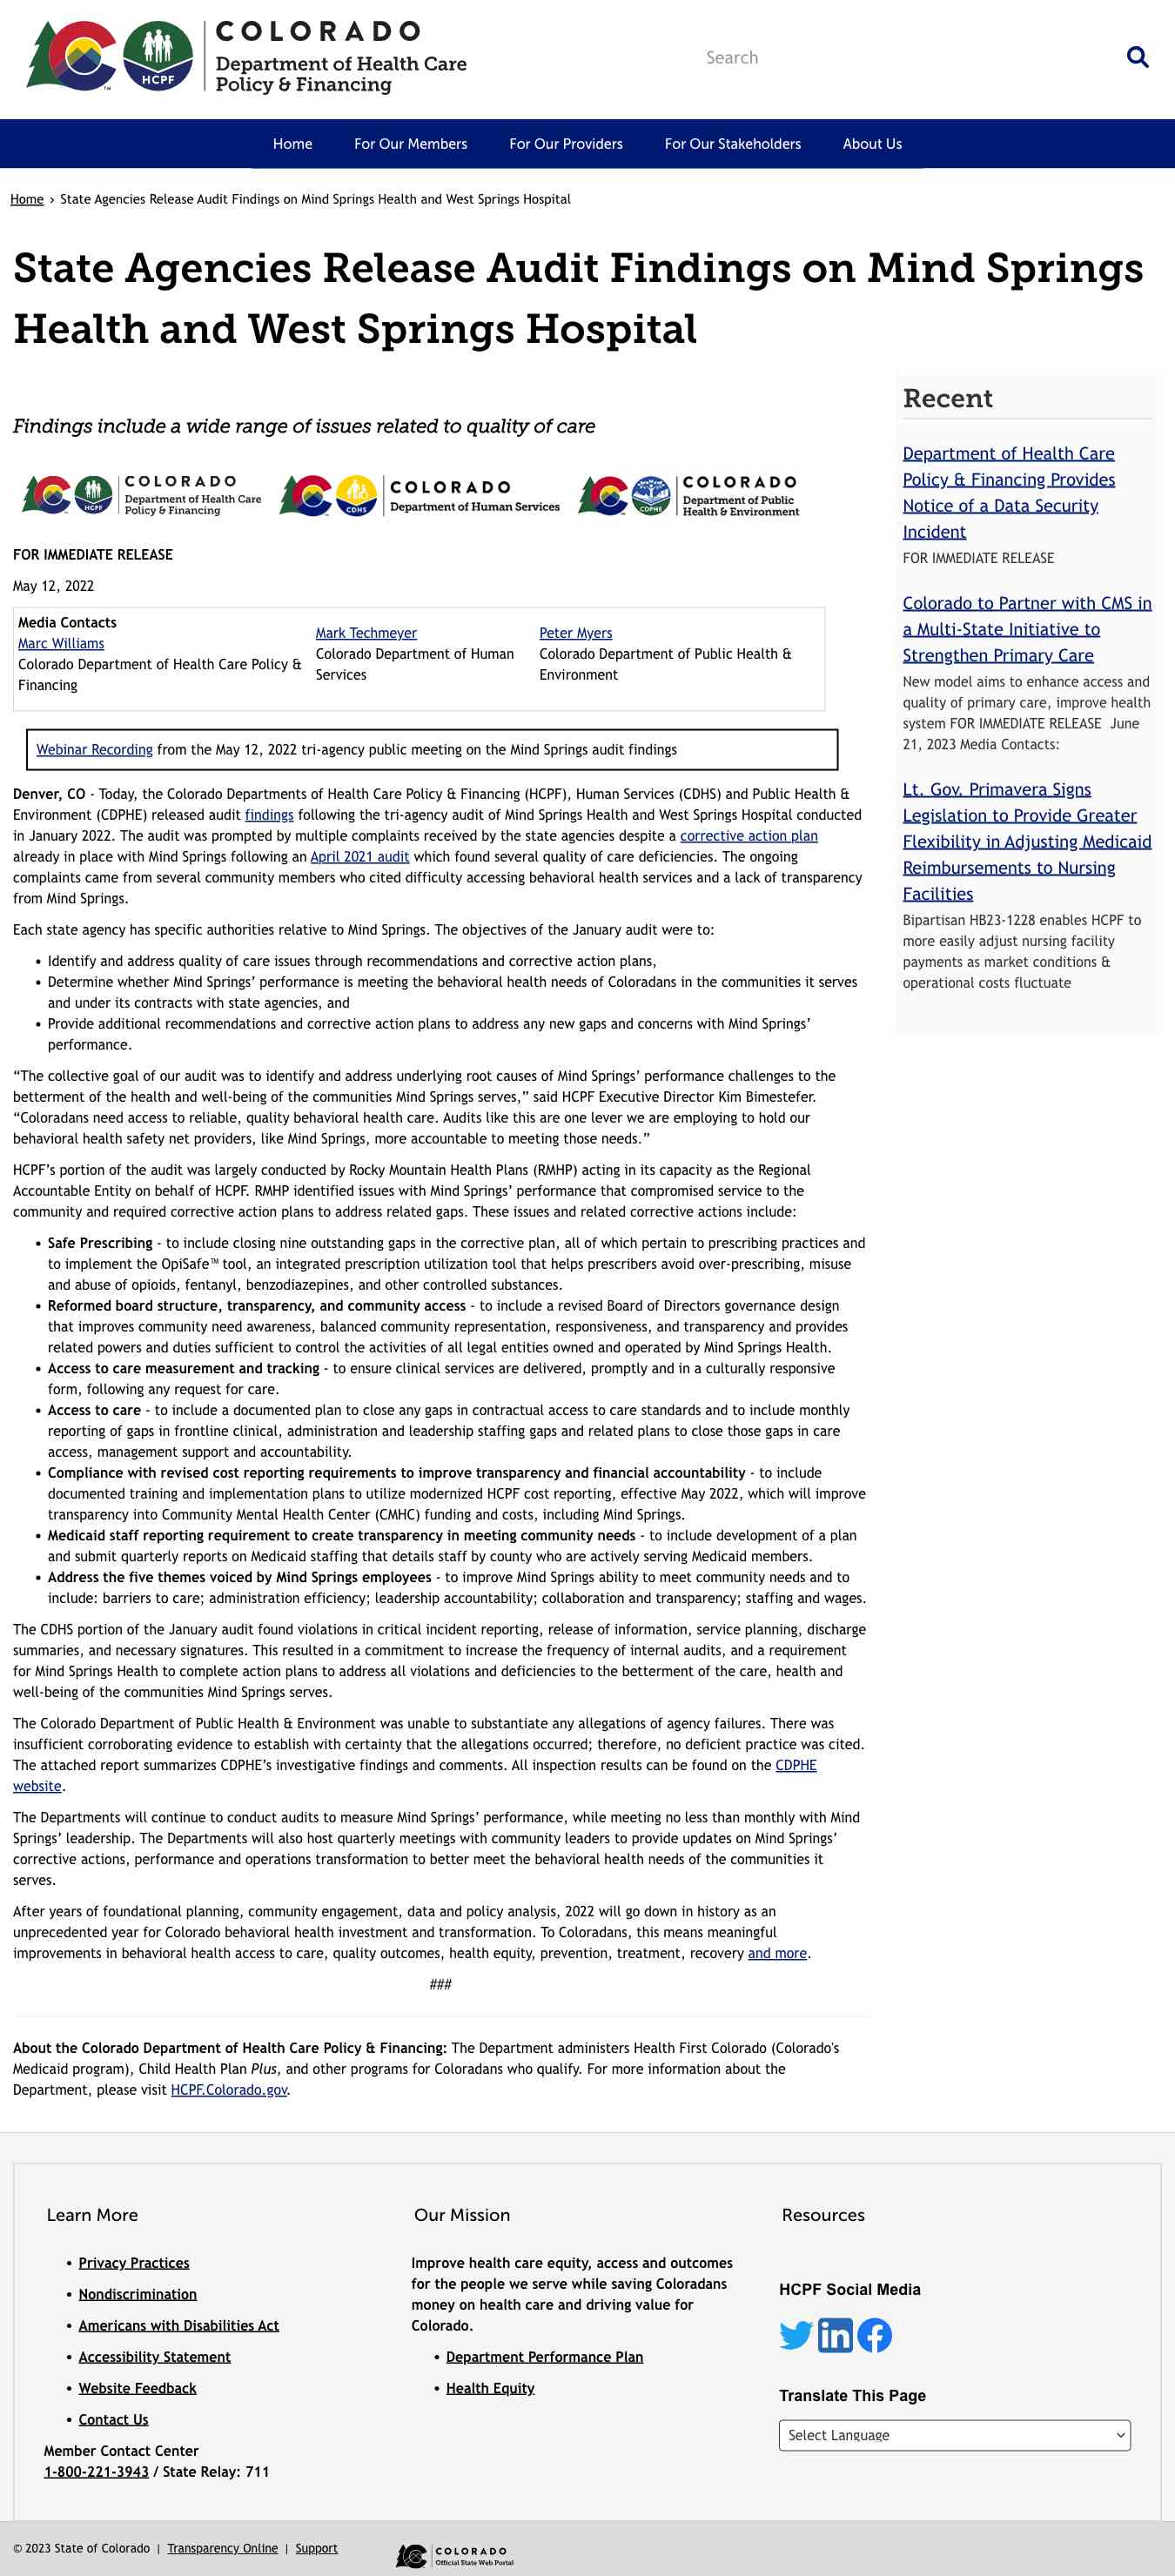 COLORADO
Department of Health Care
Policy & Financing
HCPF
TM
Search
Home
For Our Members
For Our Providers
For Our Stakeholders
About Us
Home › State Agencies Release Audit Findings on Mind Springs Health and West Springs Hospital
State Agencies Release Audit Findings on Mind Springs
Health and West Springs Hospital
Findings include a wide range of issues related to quality of care
HCPF
COLORADO
Department of Health Care
Policy & Financing
CDHS
COLORADO
Department of Human Services
CDPHE
COLORADO
Department of Public
Health & Environment
FOR IMMEDIATE RELEASE
May 12, 2022
Media Contacts
Marc Williams
Colorado Department of Health Care Policy &
Financing
Mark Techmeyer
Colorado Department of Human
Services
Peter Myers
Colorado Department of Public Health &
Environment
Webinar Recording from the May 12, 2022 tri-agency public meeting on the Mind Springs audit findings
Denver, CO - Today, the Colorado Departments of Health Care Policy & Financing (HCPF), Human Services (CDHS) and Public Health &
Environment (CDPHE) released audit findings following the tri-agency audit of Mind Springs Health and West Springs Hospital conducted
in January 2022. The audit was prompted by multiple complaints received by the state agencies despite a corrective action plan
already in place with Mind Springs following an April 2021 audit which found several quality of care deficiencies. The ongoing
complaints came from several community members who cited difficulty accessing behavioral health services and a lack of transparency
from Mind Springs.
Each state agency has specific authorities relative to Mind Springs. The objectives of the January audit were to:
• Identify and address quality of care issues through recommendations and corrective action plans,
• Determine whether Mind Springs’ performance is meeting the behavioral health needs of Coloradans in the communities it serves
and under its contracts with state agencies, and
• Provide additional recommendations and corrective action plans to address any new gaps and concerns with Mind Springs’
performance.
“The collective goal of our audit was to identify and address underlying root causes of Mind Springs’ performance challenges to the
betterment of the health and well-being of the communities Mind Springs serves,” said HCPF Executive Director Kim Bimestefer.
“Coloradans need access to reliable, quality behavioral health care. Audits like this are one lever we are employing to hold our
behavioral health safety net providers, like Mind Springs, more accountable to meeting those needs.”
HCPF’s portion of the audit was largely conducted by Rocky Mountain Health Plans (RMHP) acting in its capacity as the Regional
Accountable Entity on behalf of HCPF. RMHP identified issues with Mind Springs’ performance that compromised service to the
community and required corrective action plans to address related gaps. These issues and related corrective actions include:
• Safe Prescribing - to include closing nine outstanding gaps in the corrective plan, all of which pertain to prescribing practices and
to implement the OpiSafe™ tool, an integrated prescription utilization tool that helps prescribers avoid over-prescribing, misuse
and abuse of opioids, fentanyl, benzodiazepines, and other controlled substances.
• Reformed board structure, transparency, and community access - to include a revised Board of Directors governance design
that improves community need awareness, balanced community representation, responsiveness, and transparency and provides
related powers and duties sufficient to control the activities of all legal entities owned and operated by Mind Springs Health.
• Access to care measurement and tracking - to ensure clinical services are delivered, promptly and in a culturally responsive
form, following any request for care.
• Access to care - to include a documented plan to close any gaps in contractual access to care standards and to include monthly
reporting of gaps in frontline clinical, administration and leadership staffing gaps and related plans to close those gaps in care
access, management support and accountability.
• Compliance with revised cost reporting requirements to improve transparency and financial accountability - to include
documented training and implementation plans to utilize modernized HCPF cost reporting, effective May 2022, which will improve
transparency into Community Mental Health Center (CMHC) funding and costs, including Mind Springs.
• Medicaid staff reporting requirement to create transparency in meeting community needs - to include development of a plan
and submit quarterly reports on Medicaid staffing that details staff by county who are actively serving Medicaid members.
• Address the five themes voiced by Mind Springs employees - to improve Mind Springs ability to meet community needs and to
include: barriers to care; administration efficiency; leadership accountability; collaboration and transparency; staffing and wages.
The CDHS portion of the January audit found violations in critical incident reporting, release of information, service planning, discharge
summaries, and necessary signatures. This resulted in a commitment to increase the frequency of internal audits, and a requirement
for Mind Springs Health to complete action plans to address all violations and deficiencies to the betterment of the care, health and
well-being of the communities Mind Springs serves.
The Colorado Department of Public Health & Environment was unable to substantiate any allegations of agency failures. There was
insufficient corroborating evidence to establish with certainty that the allegations occurred; therefore, no deficient practice was cited.
The attached report summarizes CDPHE’s investigative findings and comments. All inspection results can be found on the CDPHE
website.
The Departments will continue to conduct audits to measure Mind Springs’ performance, while meeting no less than monthly with Mind
Springs’ leadership. The Departments will also host quarterly meetings with community leaders to provide updates on Mind Springs’
corrective actions, performance and operations transformation to better meet the behavioral health needs of the communities it
serves.
After years of foundational planning, community engagement, data and policy analysis, 2022 will go down in history as an
unprecedented year for Colorado behavioral health investment and transformation. To Coloradans, this means meaningful
improvements in behavioral health access to care, quality outcomes, health equity, prevention, treatment, recovery and more.
###
About the Colorado Department of Health Care Policy & Financing: The Department administers Health First Colorado (Colorado's
Medicaid program), Child Health Plan Plus, and other programs for Coloradans who qualify. For more information about the
Department, please visit HCPF.Colorado.gov.
Recent
Department of Health Care
Policy & Financing Provides
Notice of a Data Security
Incident
FOR IMMEDIATE RELEASE
Colorado to Partner with CMS in
a Multi-State Initiative to
Strengthen Primary Care
New model aims to enhance access and
quality of primary care, improve health
system FOR IMMEDIATE RELEASE June
21, 2023 Media Contacts:
Lt. Gov. Primavera Signs
Legislation to Provide Greater
Flexibility in Adjusting Medicaid
Reimbursements to Nursing
Facilities
Bipartisan HB23-1228 enables HCPF to
more easily adjust nursing facility
payments as market conditions &
operational costs fluctuate
Learn More
• Privacy Practices
• Nondiscrimination
• Americans with Disabilities Act
• Accessibility Statement
• Website Feedback
• Contact Us
Member Contact Center
1-800-221-3943 / State Relay: 711
Our Mission
Improve health care equity, access and outcomes
for the people we serve while saving Coloradans
money on health care and driving value for
Colorado.
• Department Performance Plan
• Health Equity
Resources
HCPF Social Media
Translate This Page
Select Language
© 2023 State of Colorado | Transparency Online | Support
COLORADO
Official State Web Portal